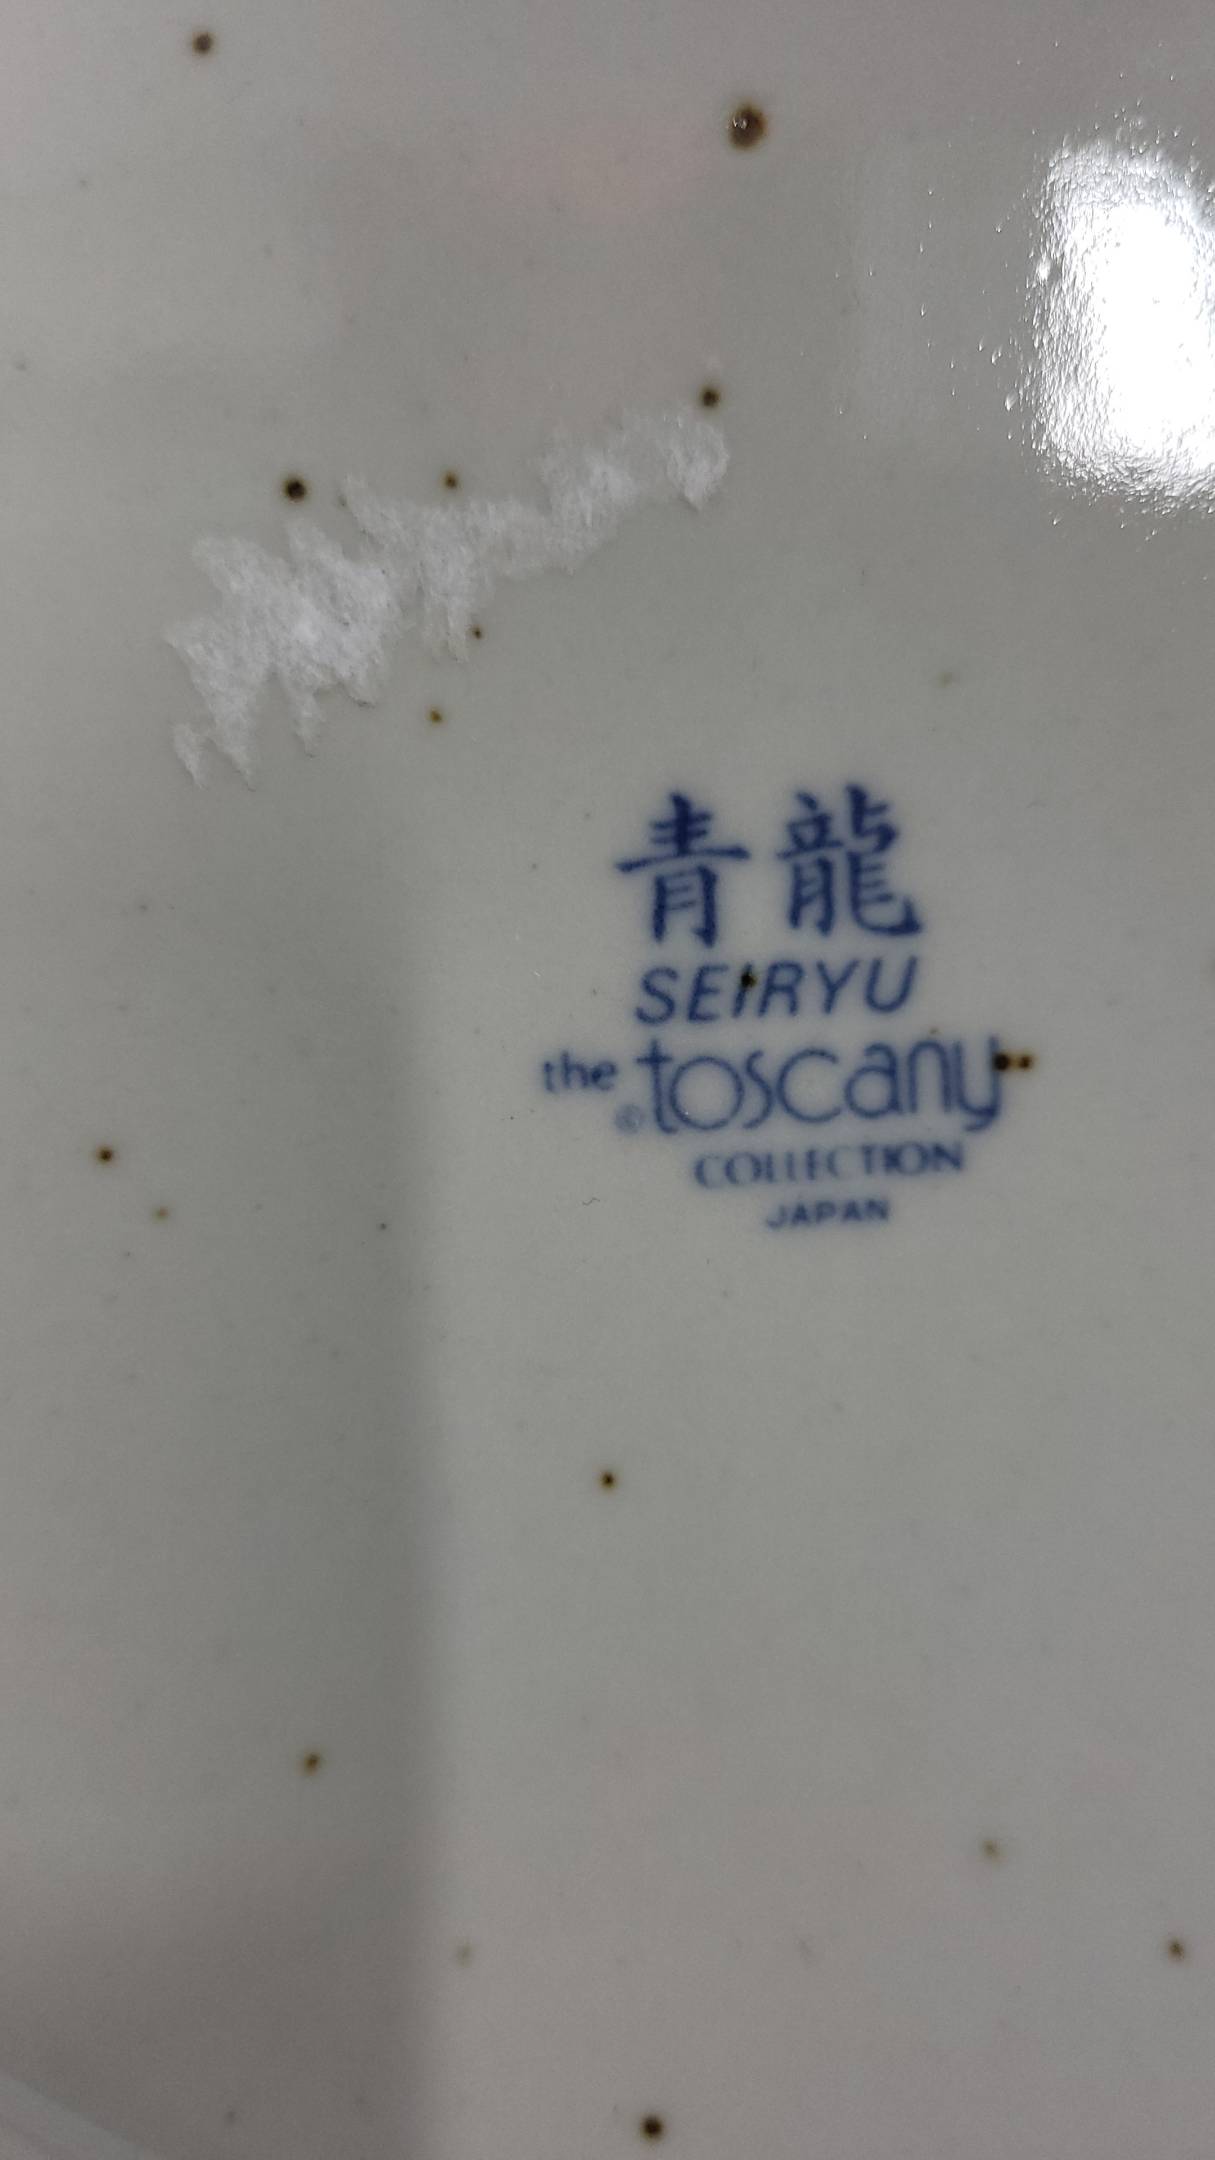 青龍
SEIRYU
the toscany
©
COLLECTION
JAPAN